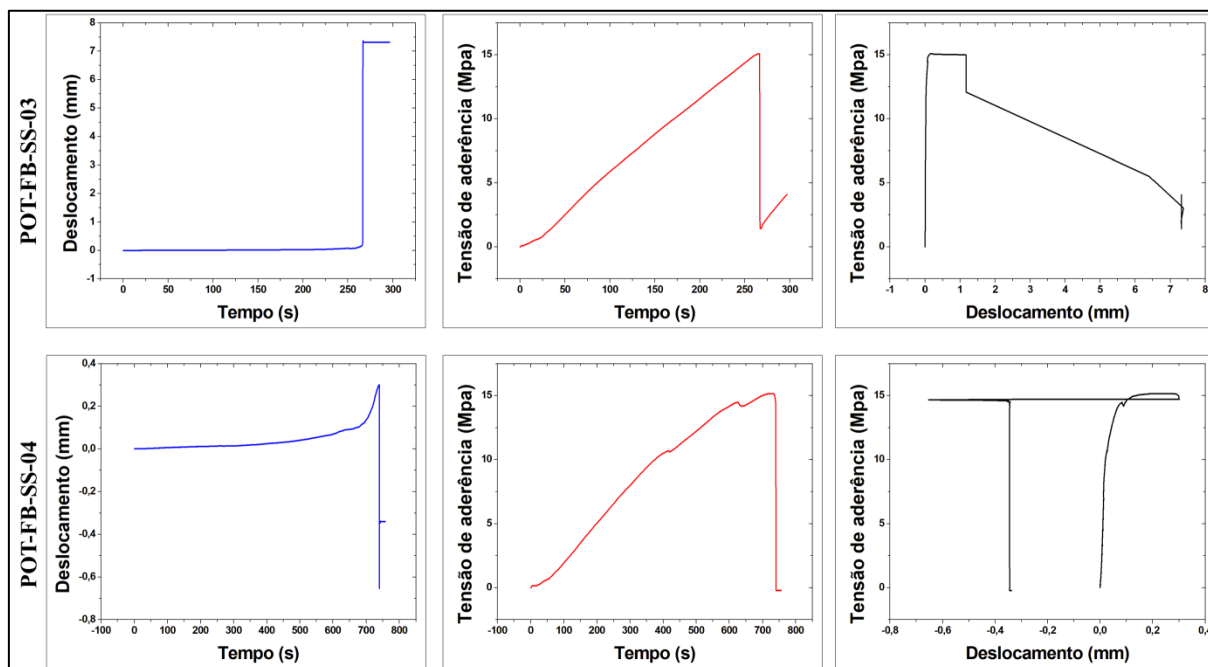 POT-FB-SS-03
Deslocamento (mm)
8
7
6
5
4
3
2
1
0
-1
0 50 100 150 200 250 300
Tempo (s)
Tensão de aderência (Mpa)
15
10
5
0
0 50 100 150 200 250 300
Tempo (s)
Tensão de aderência (Mpa)
15
10
5
0
-1 0 1 2 3 4 5 6 7 8
Deslocamento (mm)
POT-FB-SS-04
Deslocamento (mm)
0,4
0,2
0,0
-0,2
-0,4
-0,6
-0,8
-100 0 100 200 300 400 500 600 700 800
Tempo (s)
Tensão de aderência (Mpa)
15
10
5
0
-100 0 100 200 300 400 500 600 700 800
Tempo (s)
Tensão de aderência (Mpa)
15
10
5
0
-0,8 -0,6 -0,4 -0,2 0,0 0,2 0,4
Deslocamento (mm)